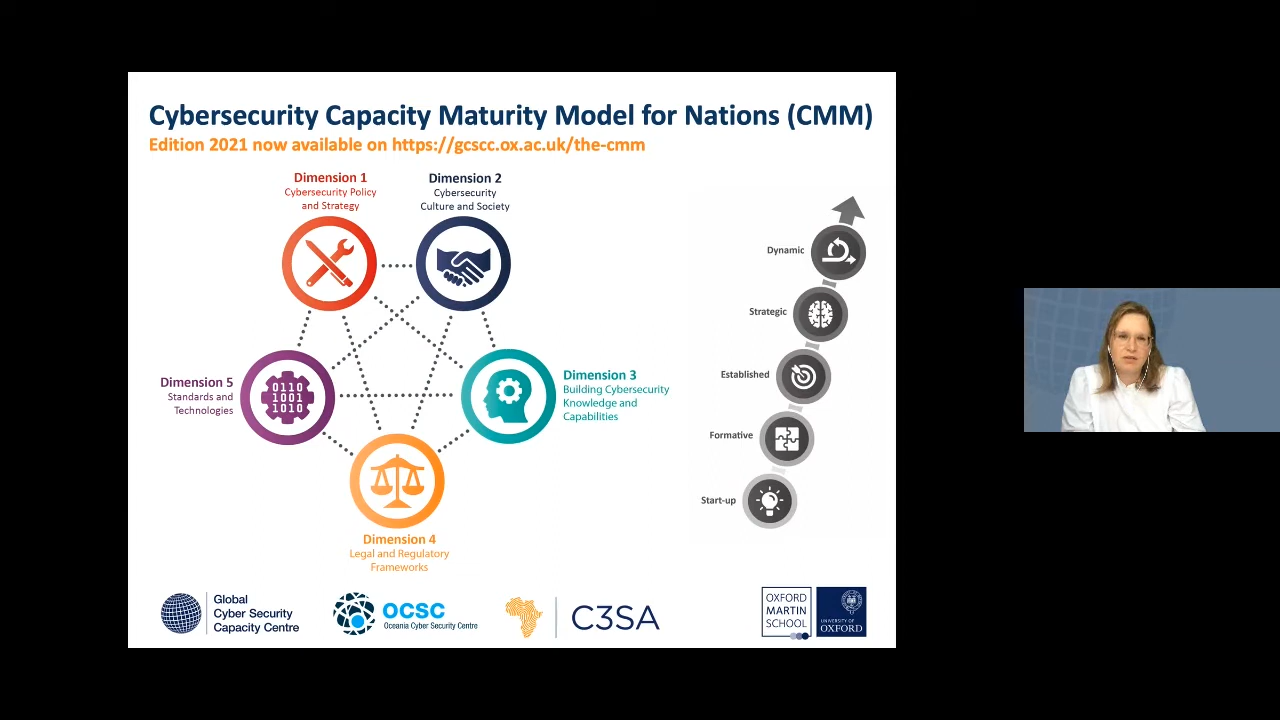 Cybersecurity Capacity Maturity Model for Nations (CMM)
Edition 2021 now available on https://gcscc.ox.ac.uk/the-cmm
Dimension 1
Cybersecurity Policy
and Strategy
Dimension 2
Cybersecurity
Culture and Society
Dimension 3
Building Cybersecurity
Knowledge and
Capabilities
Dimension 4
Legal and Regulatory
Frameworks
Dimension 5
Standards and
Technologies
0110
1001
1010
Dynamic
Strategic
Established
Formative
Start-up
Global
Cyber Security
Capacity Centre
OCSC
Oceania Cyber Security Centre
C3SA
OXFORD
MARTIN
SCHOOL
UNIVERSITY OF
OXFORD